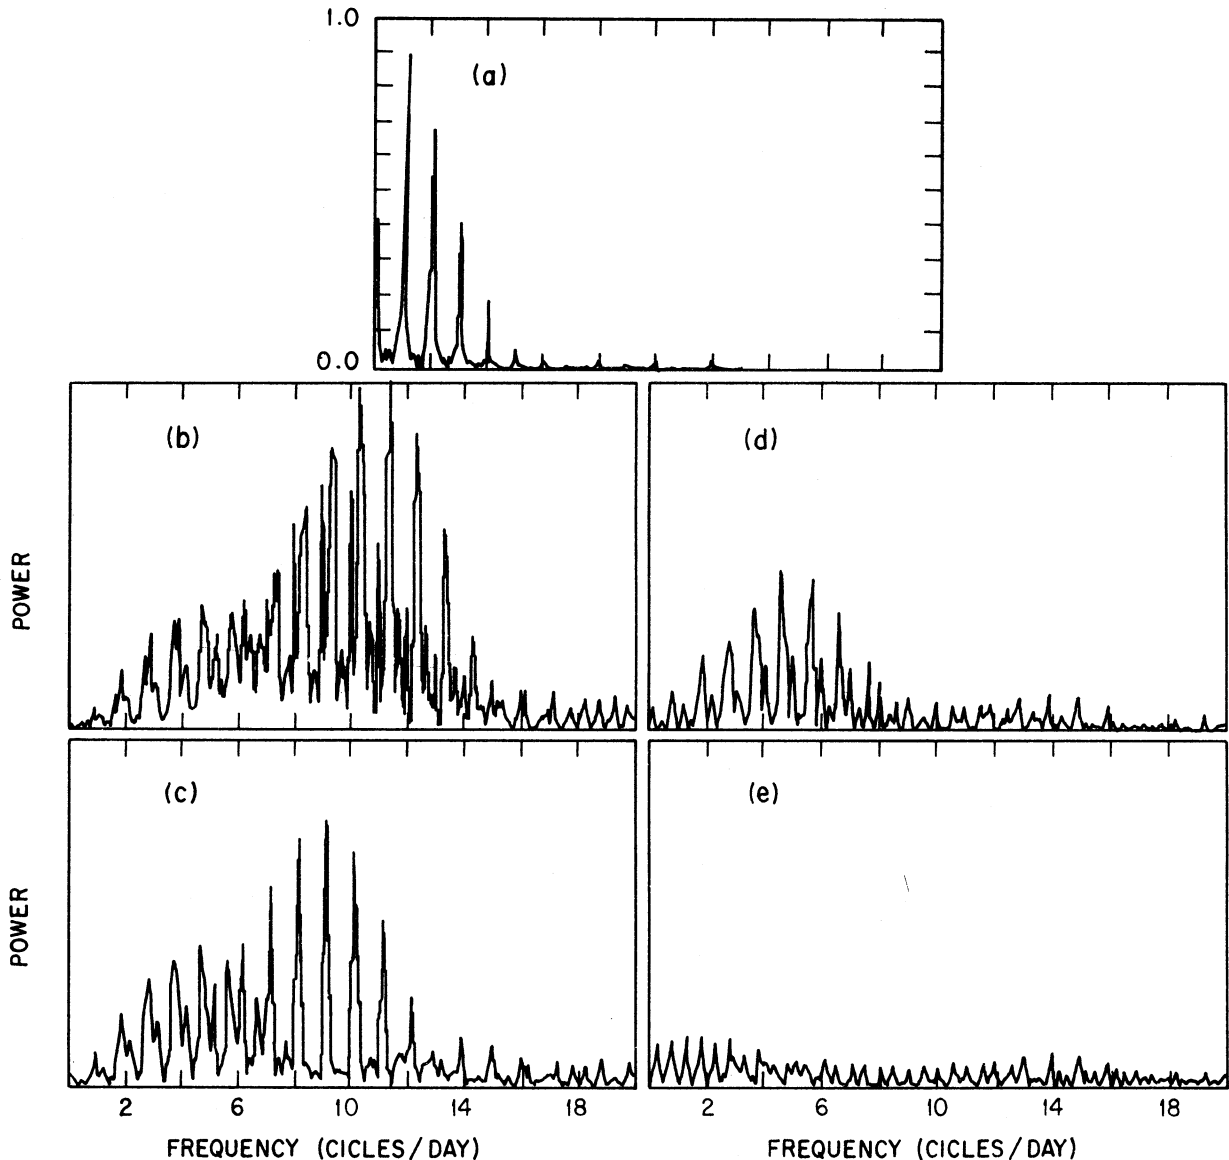 1.0
(a)
0.0
(b)
(d)
POWER
(c)
(e)
POWER
2 6 10 14 18
2 6 10 14 18
FREQUENCY (CICLES/DAY)
FREQUENCY (CICLES/DAY)